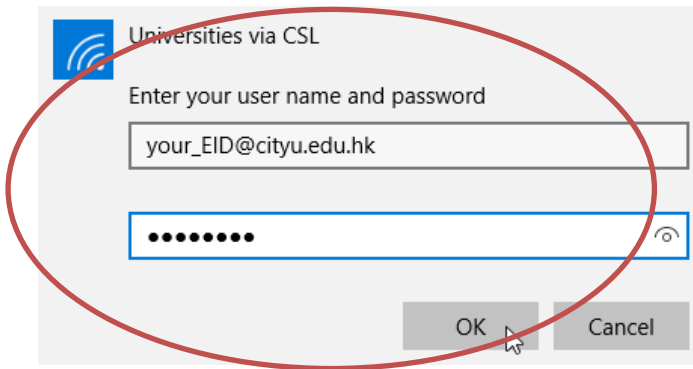 Universities via CSL
Enter your user name and password
your_EID@cityu.edu.hk
••••••••
OK Cancel